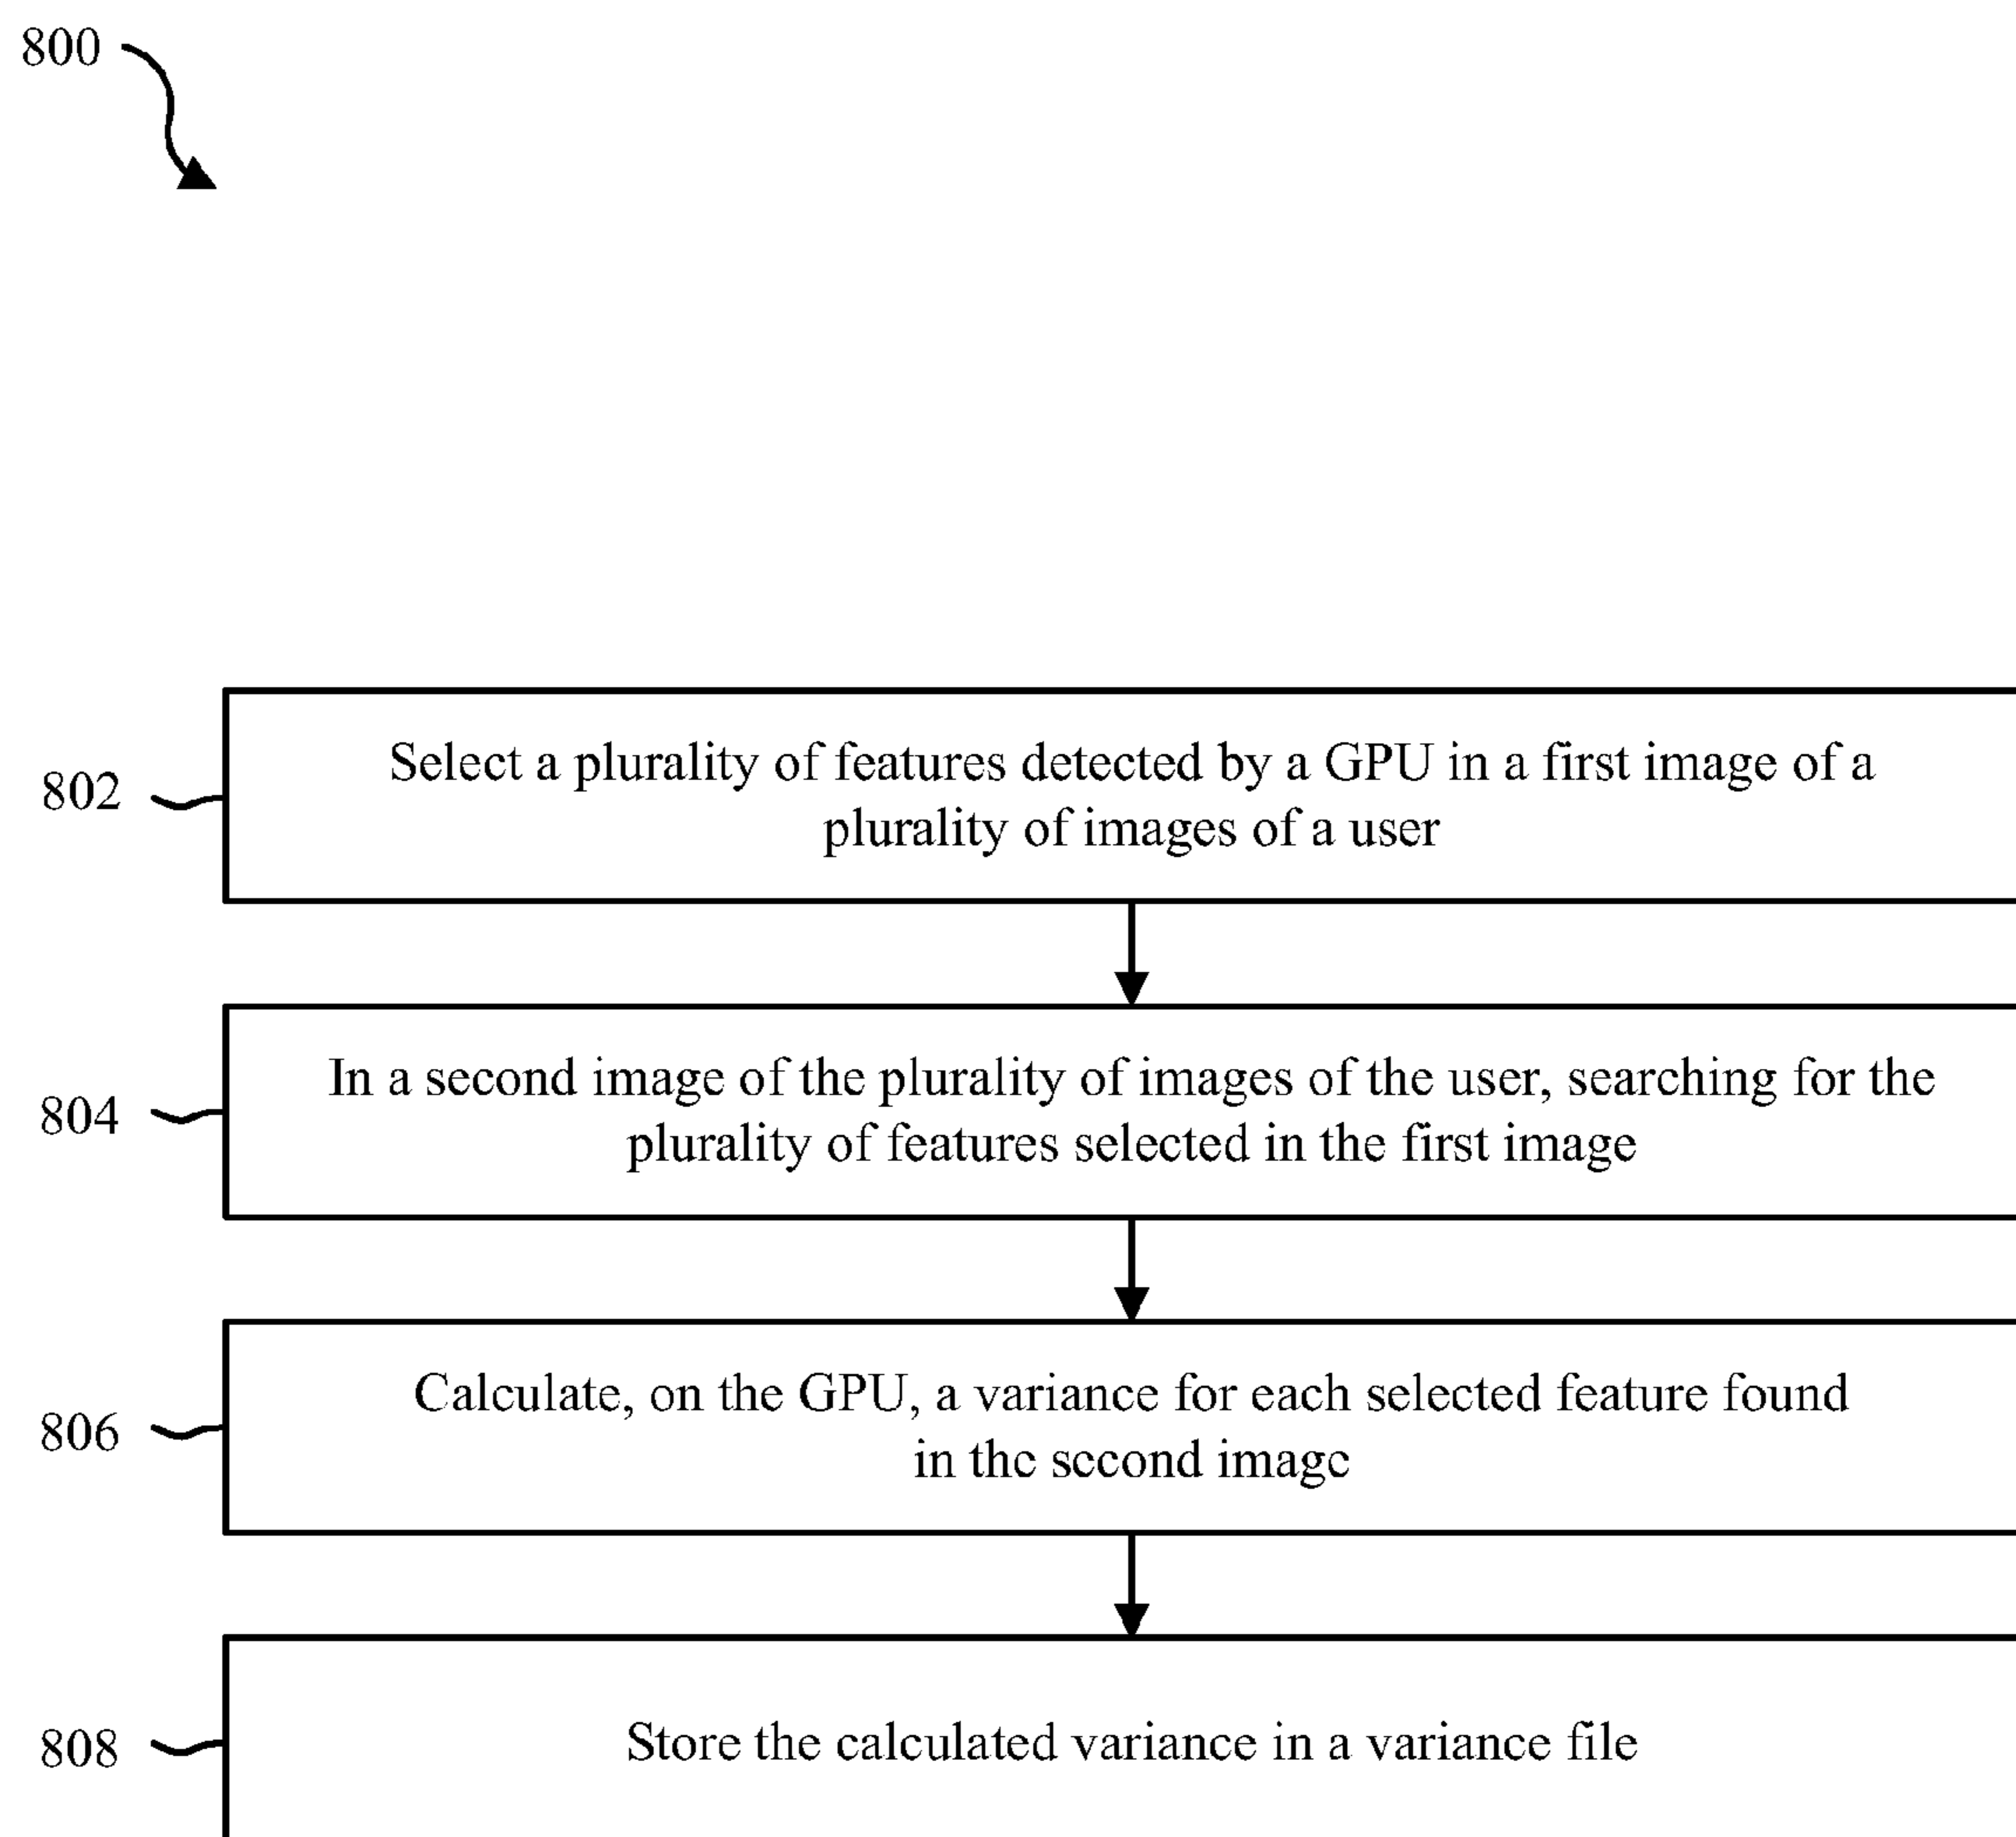 800
802
Select a plurality of features detected by a GPU in a first image of a
plurality of images of a user
804
In a second image of the plurality of images of the user, searching for the
plurality of features selected in the first image
806
Calculate, on the GPU, a variance for each selected feature found
in the second image
808
Store the calculated variance in a variance file